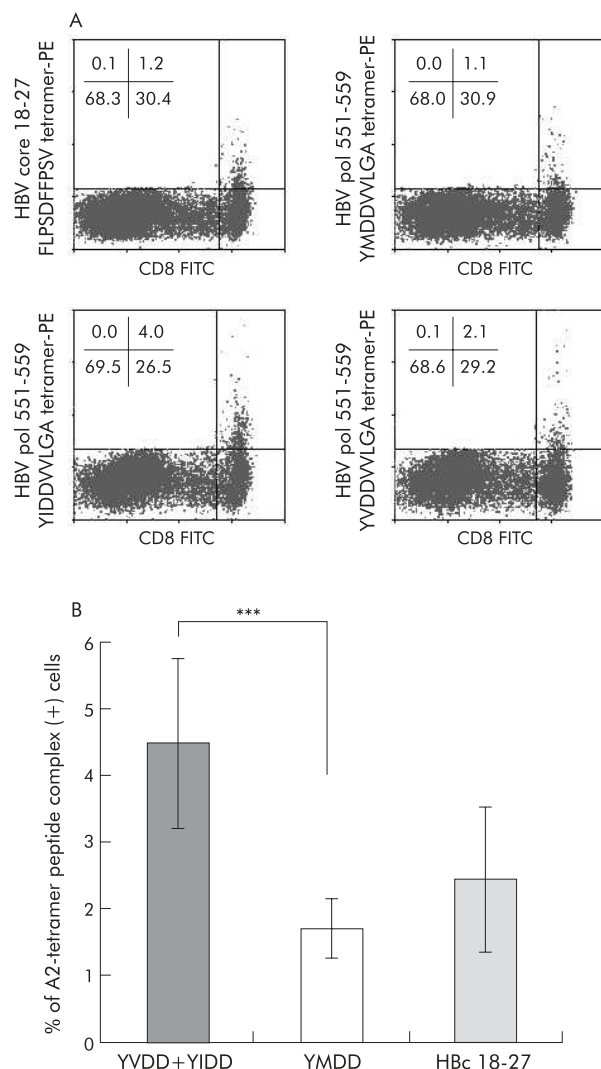 A
HBV core 18-27
FLPSDFFPSV tetramer-PE
0.1 1.2
68.3 30.4
CD8 FITC
HBV pol 551-559
YMDDVVLGA tetramer-PE
0.0 1.1
68.0 30.9
CD8 FITC
HBV pol 551-559
YIDDVVLGA tetramer-PE
0.0 4.0
69.5 26.5
CD8 FITC
HBV pol 551-559
YVDDVVLGA tetramer-PE
0.1 2.1
68.6 29.2
CD8 FITC
B
% of A2-tetramer peptide complex (+) cells
6
5
4
3
2
1
0
***
YVDD+YIDD
YMDD
HBc 18-27